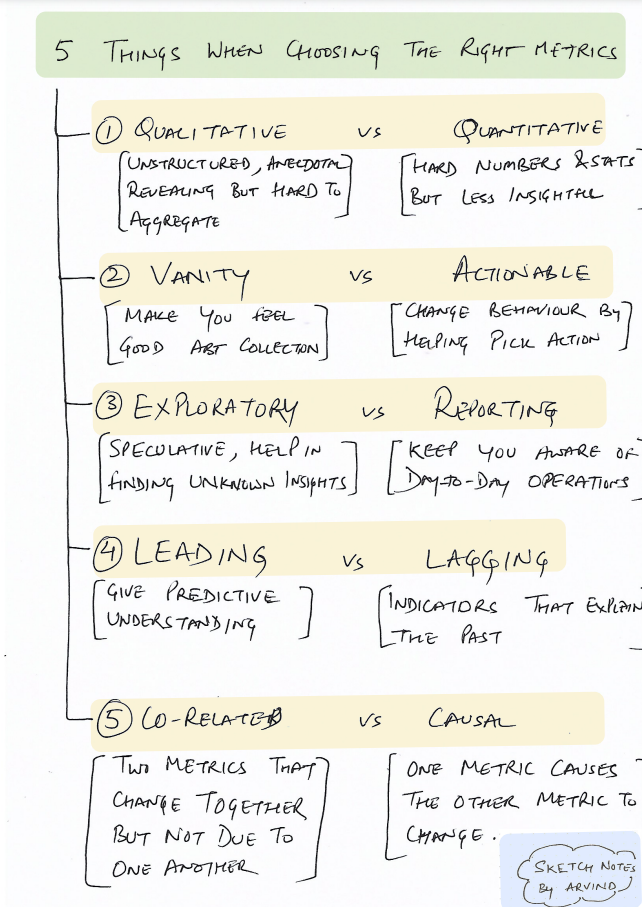 5 THINGS WHEN CHOOSING THE RIGHT METRICS
① QUALITATIVE vs QUANTITATIVE
[UNSTRUCTURED, ANECDOTAL
REVEALING BUT HARD TO
AGGREGATE]
[HARD NUMBERS & STATS
BUT LESS INSIGHTFUL]
② VANITY vs ACTIONABLE
[MAKE YOU FEEL
GOOD ABT COLLECTON]
[CHANGE BEHAVIOUR BY
HELPING PICK ACTION]
③ EXPLORATORY vs REPORTING
[SPECULATIVE, HELP IN
FINDING UNKNOWN INSIGHTS]
[KEEP YOU AWARE OF
DAY-TO-DAY OPERATIONS]
④ LEADING vs LAGGING
[GIVE PREDICTIVE
UNDERSTANDING]
[INDICATORS THAT EXPLAIN
THE PAST]
⑤ CO-RELATED vs CAUSAL
[TWO METRICS THAT
CHANGE TOGETHER
BUT NOT DUE TO
ONE ANOTHER]
[ONE METRIC CAUSES
THE OTHER METRIC TO
CHANGE.
SKETCH NOTES
BY ARVIND